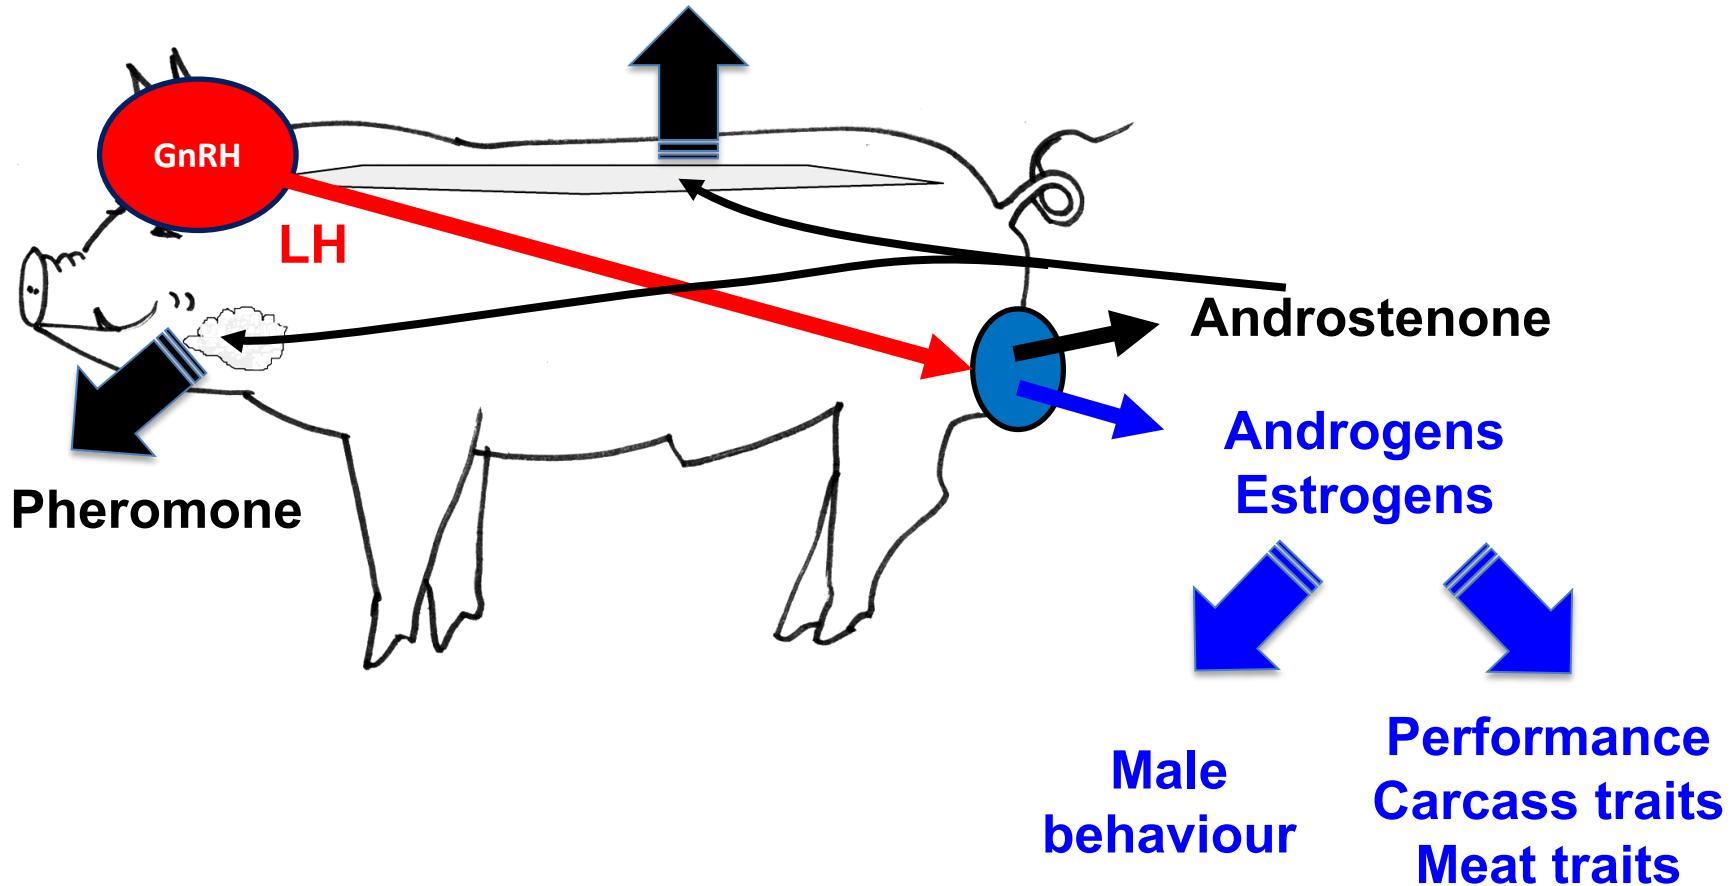 GnRH
LH
Androstenone
Androgens
Estrogens
Pheromone
Male
behaviour
Performance
Carcass traits
Meat traits